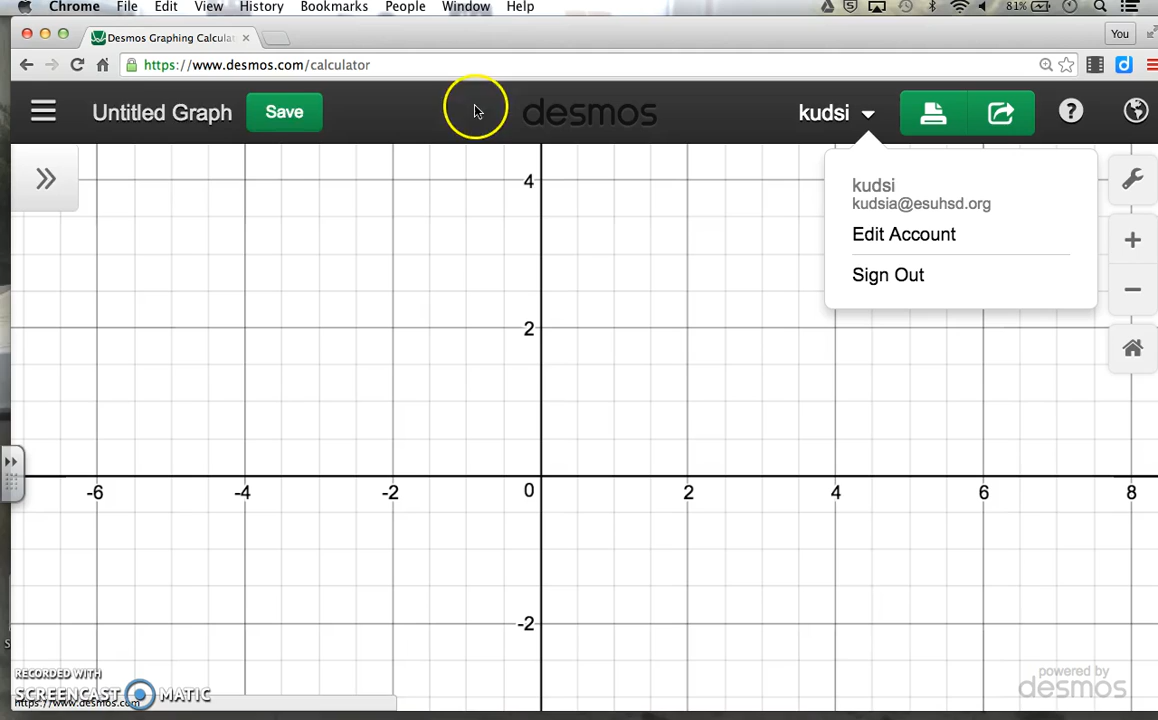 Chrome File Edit View History Bookmarks People Window Help 81%
Desmos Graphing Calcula × You
https://www.desmos.com/calculator
Untitled Graph Save desmos kudsi
kudsi
kudsia@esuhsd.org
Edit Account
Sign Out
4
2
-6 -4 -2 0 2 4 6 8
-2
RECORDED WITH
SCREENCAST MATIC
https://www.desmos.com
powered by
desmos